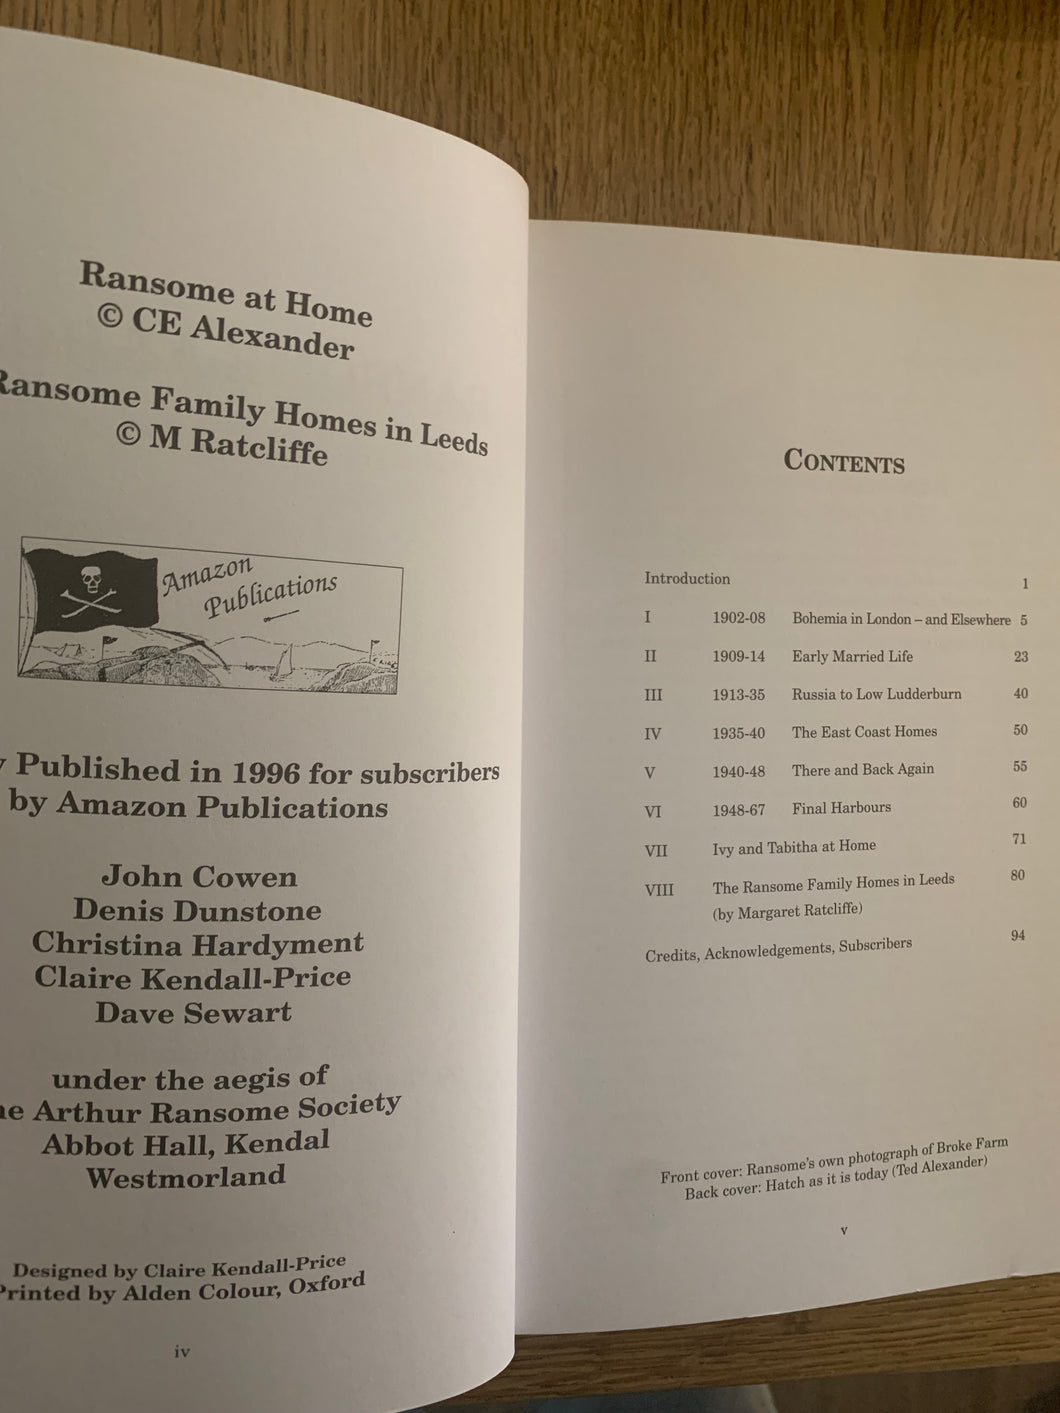 Ransome at Home
© CE Alexander
Ransome Family Homes in Leeds
© M Ratcliffe
Amazon
Publications
Published in 1996 for subscribers
by Amazon Publications
John Cowen
Denis Dunstone
Christina Hardyment
Claire Kendall-Price
Dave Sewart
under the aegis of
Arthur Ransome Society
Abbot Hall, Kendal
Westmorland
Designed by Claire Kendall-Price
Printed by Alden Colour, Oxford
iv
CONTENTS
Introduction 1
I 1902-08 Bohemia in London – and Elsewhere 5
II 1909-14 Early Married Life 23
III 1913-35 Russia to Low Ludderburn 40
IV 1935-40 The East Coast Homes 50
V 1940-48 There and Back Again 55
VI 1948-67 Final Harbours 60
VII Ivy and Tabitha at Home 71
VIII The Ransome Family Homes in Leeds 80
(by Margaret Ratcliffe)
Credits, Acknowledgements, Subscribers 94
Front cover: Ransome's own photograph of Broke Farm
Back cover: Hatch as it is today (Ted Alexander)
v